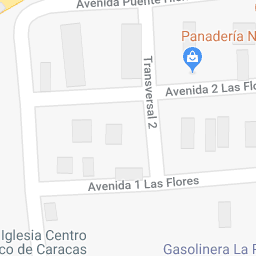 Avenida Puente Hier
Panadería N
Transversal 2
Avenida 2 Las Flo
Avenida 1 Las Flores
Iglesia Centro
co de Caracas
Gasolinera La F